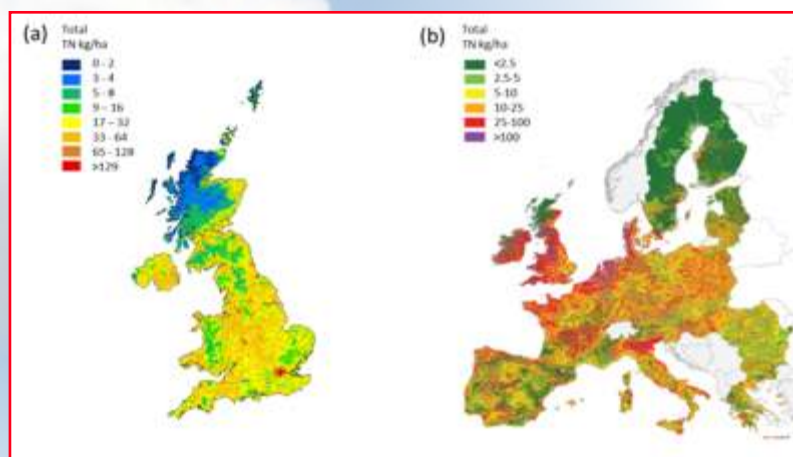 (a)
Total
TN kg/ha
0 - 2
3 - 4
5 - 8
9 - 16
17 - 32
33 - 64
65 - 128
>129
(b)
Total
TN kg/ha
<2.5
2.5-5
5-10
10-25
25-100
>100